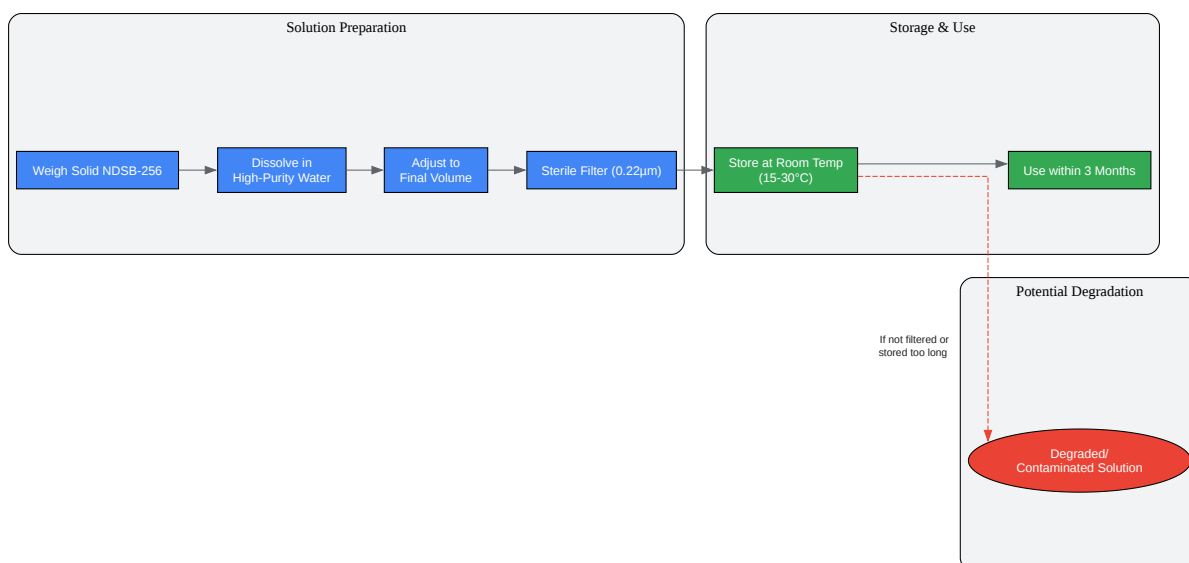 Solution Preparation
Weigh Solid NDSB-256
Dissolve in
High-Purity Water
Adjust to
Final Volume
Sterile Filter (0.22µm)
Storage & Use
Store at Room Temp
(15-30°C)
Use within 3 Months
Potential Degradation
If not filtered or
stored too long
Degraded/
Contaminated Solution